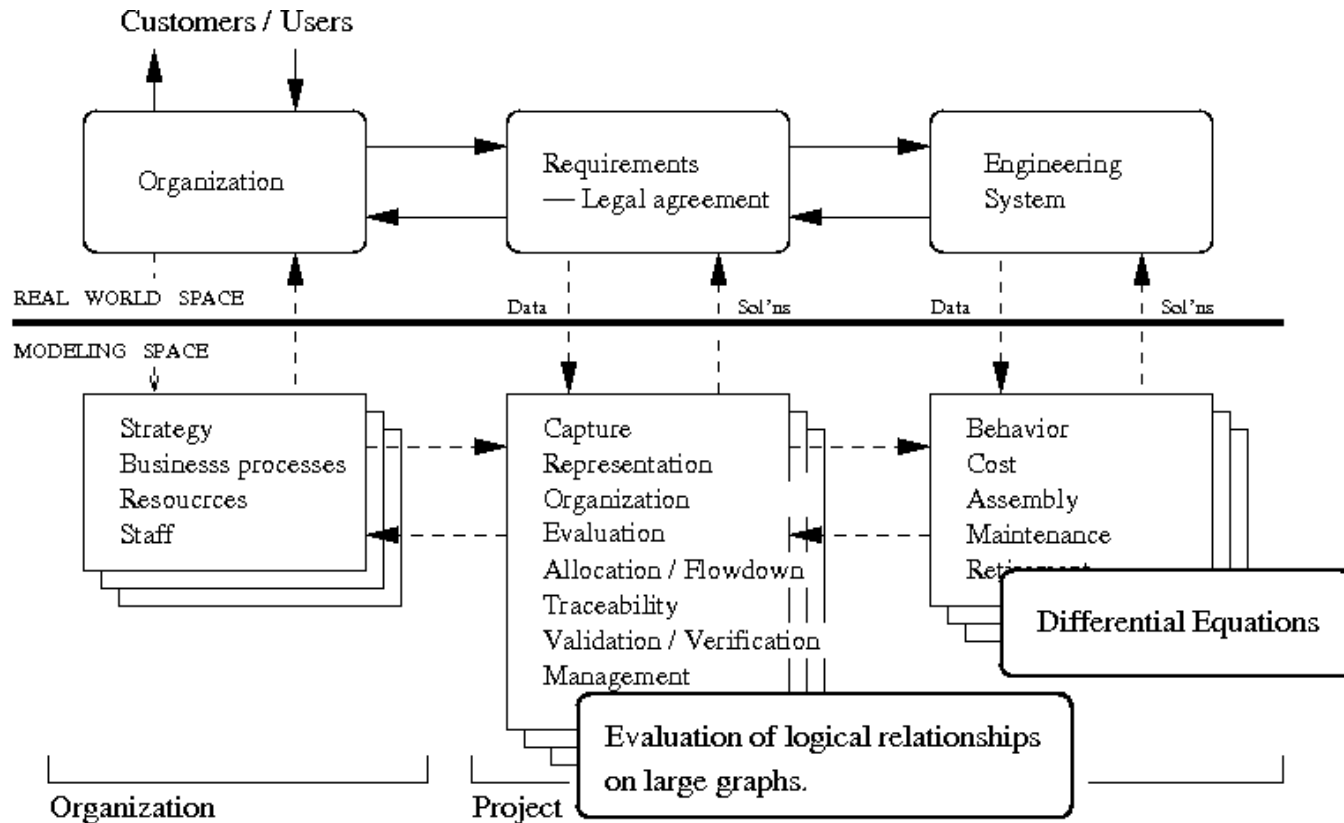 Customers / Users
Organization
Requirements
— Legal agreement
Engineering
System
REAL WORLD SPACE
Data
Sol'ns
Data
Sol'ns
MODELING SPACE
Strategy
Businesss processes
Resoucrces
Staff
Capture
Representation
Organization
Evaluation
Allocation / Flowdown
Traceability
Validation / Verification
Management
Behavior
Cost
Assembly
Maintenance
Retirement
Differential Equations
Evaluation of logical relationships
on large graphs.
Organization
Project